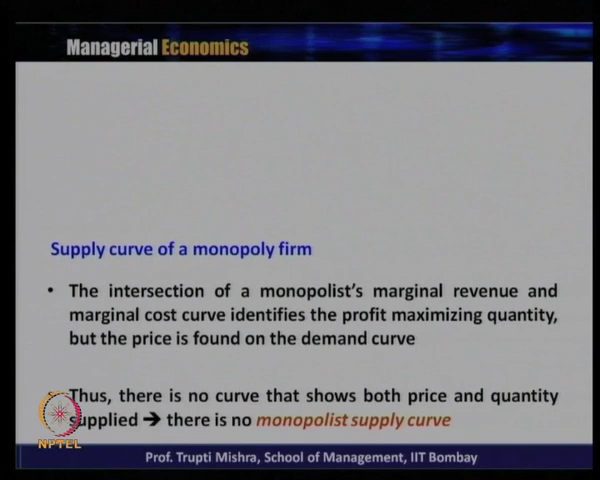 Managerial Economics
Supply curve of a monopoly firm
• The intersection of a monopolist's marginal revenue and
marginal cost curve identifies the profit maximizing quantity,
but the price is found on the demand curve
Thus, there is no curve that shows both price and quantity
supplied ➔ there is no monopolist supply curve
NPTEL
Prof. Trupti Mishra, School of Management, IIT Bombay